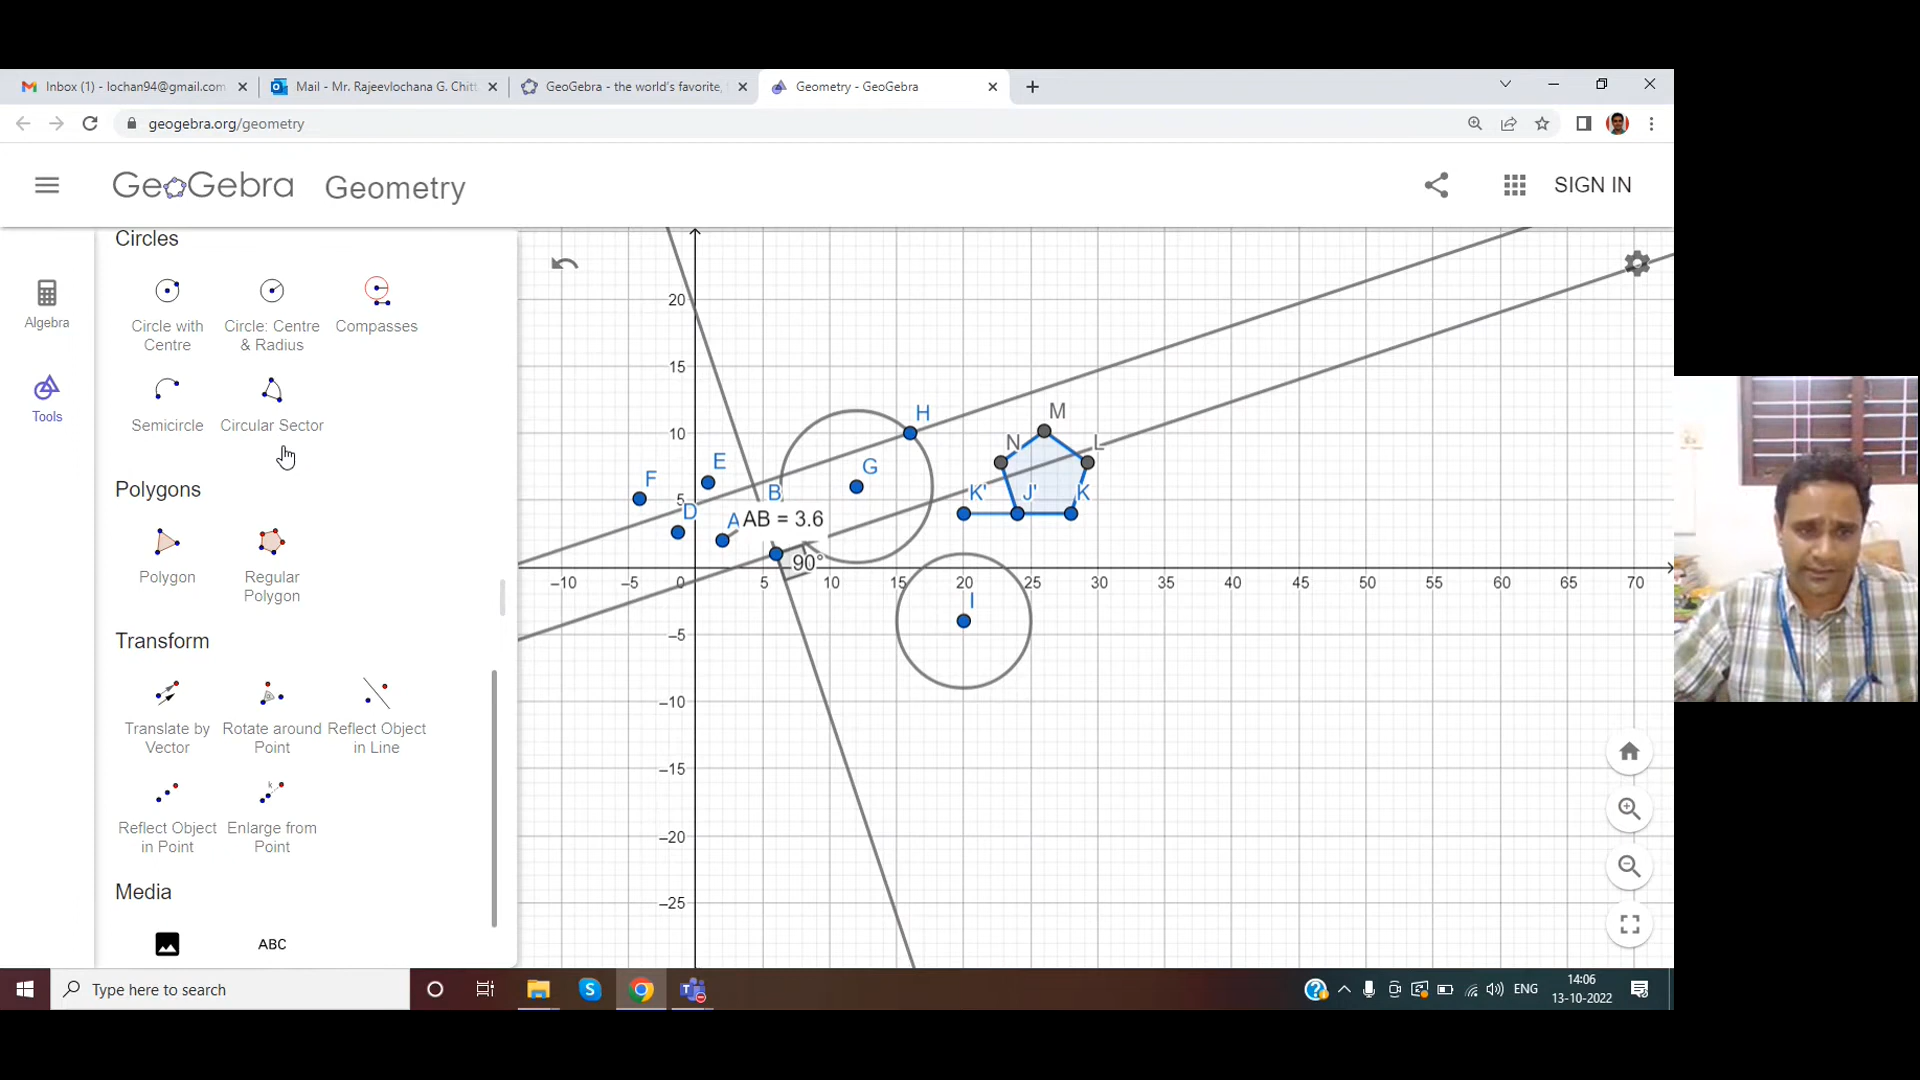 Inbox (1) - lochan94@gmail.com
Mail - Mr. Rajeevlochana G. Chitt
GeoGebra - the world's favorite,
Geometry - GeoGebra
geogebra.org/geometry
GeoGebra
Geometry
SIGN IN
Algebra
Tools
Circles
Circle with
Centre
Circle: Centre
& Radius
Compasses
Semicircle
Circular Sector
Polygons
Polygon
Regular
Polygon
Transform
Translate by
Vector
Rotate around
Point
Reflect Object
in Line
Reflect Object
in Point
Enlarge from
Point
Media
ABC
20
15
10
5
–5
–10
–15
–20
–25
–10
–5
0
5
10
15
20
25
30
35
40
45
50
55
60
65
70
F
E
D
A
B
AB = 3.6
90°
G
H
I
K'
J'
K
L
M
N
Type here to search
ENG
14:06
13-10-2022